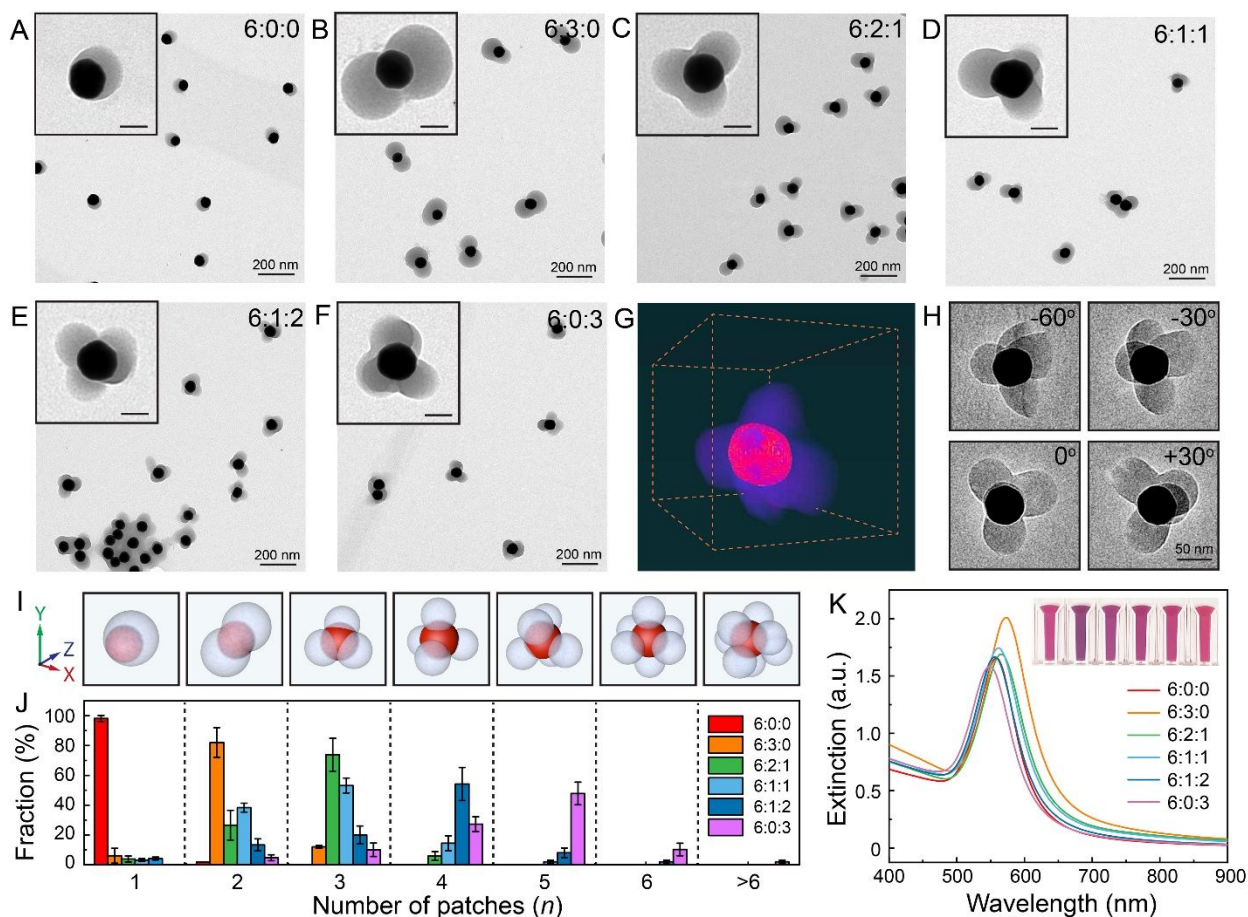 A
6:0:0
200 nm
B
6:3:0
200 nm
C
6:2:1
200 nm
D
6:1:1
200 nm
E
6:1:2
200 nm
F
6:0:3
200 nm
G
H
-60°
-30°
0°
+30°
50 nm
I
Y
Z
X
J
Fraction (%)
100
80
60
40
20
0
6:0:0
6:3:0
6:2:1
6:1:1
6:1:2
6:0:3
1
2
3
4
5
6
>6
Number of patches (n)
K
Extinction (a.u.)
2.0
1.5
1.0
0.5
0
6:0:0
6:3:0
6:2:1
6:1:1
6:1:2
6:0:3
400
500
600
700
800
900
Wavelength (nm)